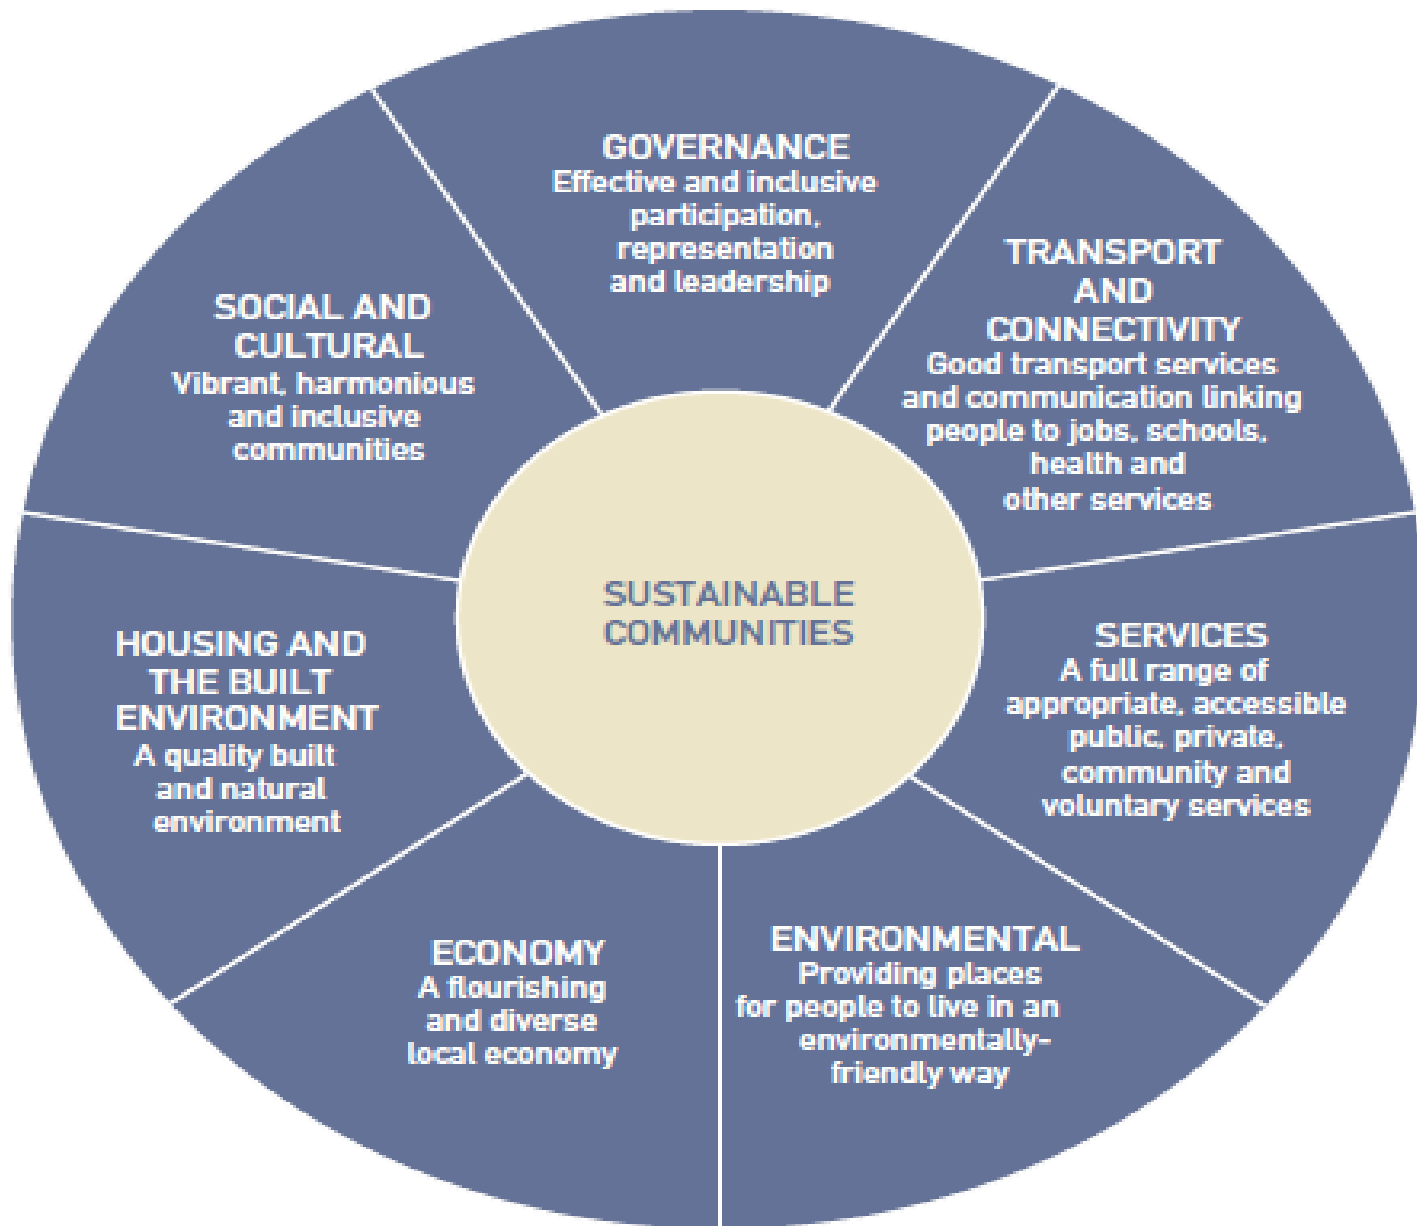 GOVERNANCE
Effective and inclusive
participation,
representation
and leadership
TRANSPORT
AND
CONNECTIVITY
Good transport services
and communication linking
people to jobs, schools,
health and
other services
SERVICES
A full range of
appropriate, accessible
public, private,
community and
voluntary services
ENVIRONMENTAL
Providing places
for people to live in an
environmentally-
friendly way
ECONOMY
A flourishing
and diverse
local economy
HOUSING AND
THE BUILT
ENVIRONMENT
A quality built
and natural
environment
SOCIAL AND
CULTURAL
Vibrant, harmonious
and inclusive
communities
SUSTAINABLE
COMMUNITIES